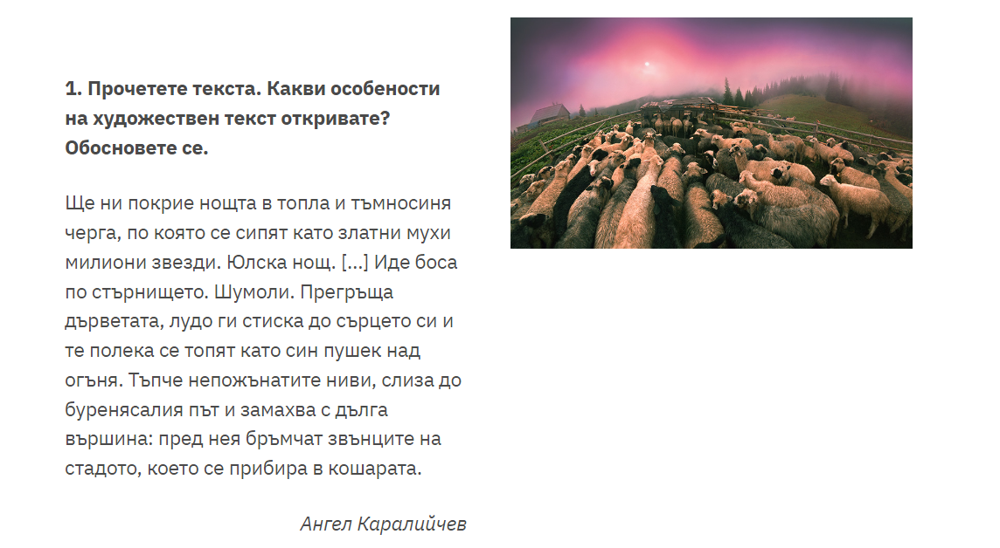 1. Прочетете текста. Какви особености
на художествен текст откривате?
Обосновете се.
Ще ни покрие нощта в топла и тъмносиня
черга, по която се сипят като златни мухи
милиони звезди. Юлска нощ. [...] Иде боса
по стърнището. Шумоли. Прегръща
дърветата, лудо ги стиска до сърцето си и
те полека се топят като син пушек над
огъня. Тъпче непожънатите ниви, слиза до
буренясалия път и замахва с дълга
вършина: пред нея бръмчат звънците на
стадото, което се прибира в кошарата.
Ангел Каралийчев